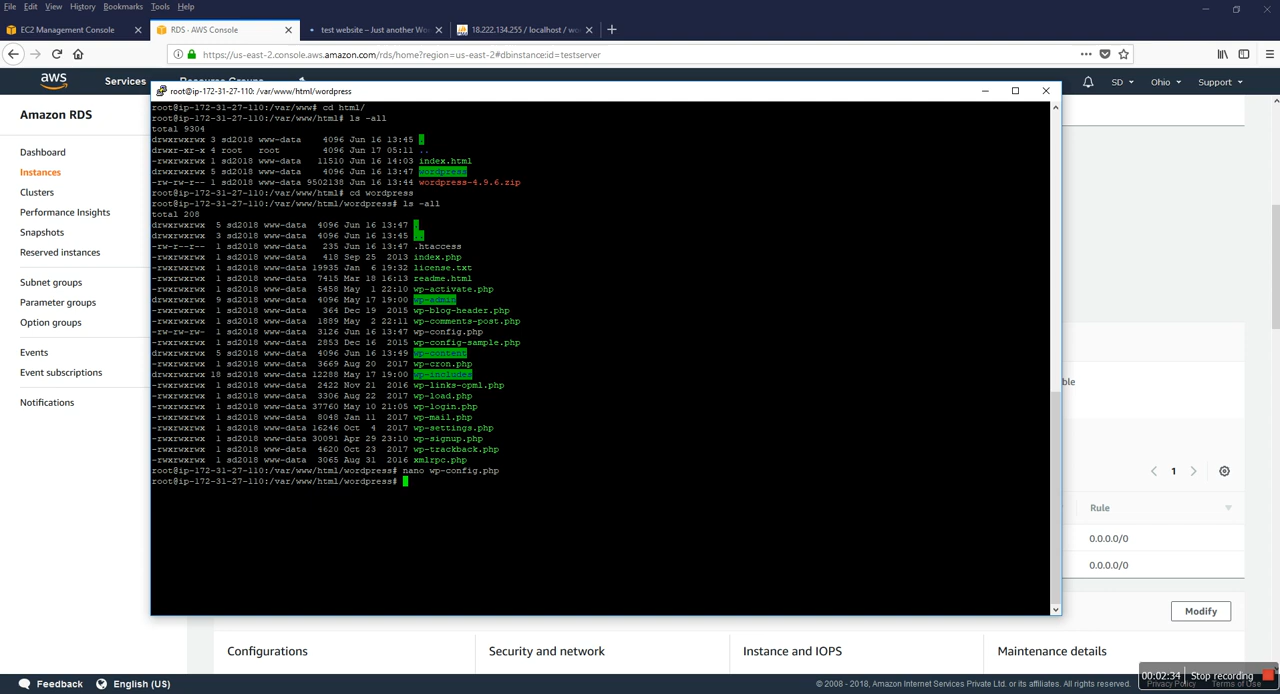 File Edit View History Bookmarks Tools Help
EC2 Management Console
RDS - AWS Console
test website – Just another Wo
18.222.134.255 / localhost / wo
https://us-east-2.console.aws.amazon.com/rds/home?region=us-east-2#dbinstance:id=testserver
aws
Services
SD
Ohio
Support
Amazon RDS
Dashboard
Instances
Clusters
Performance Insights
Snapshots
Reserved instances
Subnet groups
Parameter groups
Option groups
Events
Event subscriptions
Notifications
root@ip-172-31-27-110: /var/www/html/wordpress
root@ip-172-31-27-110:/var/www# cd html/
root@ip-172-31-27-110:/var/www/html# ls -all
total 9304
drwxrwxrwx 3 sd2018 www-data 4096 Jun 16 13:45 .
drwxr-xr-x 4 root root 4096 Jun 17 05:11 ..
-rwxrwxrwx 1 sd2018 www-data 11510 Jun 16 14:03 index.html
drwxrwxrwx 5 sd2018 www-data 4096 Jun 16 13:47 wordpress
-rw-rw-r-- 1 sd2018 www-data 9502138 Jun 16 13:44 wordpress-4.9.6.zip
root@ip-172-31-27-110:/var/www/html# cd wordpress
root@ip-172-31-27-110:/var/www/html/wordpress# ls -all
total 208
drwxrwxrwx 5 sd2018 www-data 4096 Jun 16 13:47 .
drwxrwxrwx 3 sd2018 www-data 4096 Jun 16 13:45 ..
-rw-r--r-- 1 sd2018 www-data 235 Jun 16 13:47 .htaccess
-rwxrwxrwx 1 sd2018 www-data 418 Sep 25 2013 index.php
-rwxrwxrwx 1 sd2018 www-data 19935 Jan 6 19:32 license.txt
-rwxrwxrwx 1 sd2018 www-data 7415 Mar 18 16:13 readme.html
-rwxrwxrwx 1 sd2018 www-data 5458 May 1 22:10 wp-activate.php
drwxrwxrwx 9 sd2018 www-data 4096 May 17 19:00 wp-admin
-rwxrwxrwx 1 sd2018 www-data 364 Dec 19 2015 wp-blog-header.php
-rwxrwxrwx 1 sd2018 www-data 1889 May 2 22:11 wp-comments-post.php
-rw-rw-rw- 1 sd2018 www-data 3126 Jun 16 13:47 wp-config.php
-rwxrwxrwx 1 sd2018 www-data 2853 Dec 16 2015 wp-config-sample.php
drwxrwxrwx 5 sd2018 www-data 4096 Jun 16 13:49 wp-content
-rwxrwxrwx 1 sd2018 www-data 3669 Aug 20 2017 wp-cron.php
drwxrwxrwx 18 sd2018 www-data 12288 May 17 19:00 wp-includes
-rwxrwxrwx 1 sd2018 www-data 2422 Nov 21 2016 wp-links-opml.php
-rwxrwxrwx 1 sd2018 www-data 3306 Aug 22 2017 wp-load.php
-rwxrwxrwx 1 sd2018 www-data 37760 May 10 21:05 wp-login.php
-rwxrwxrwx 1 sd2018 www-data 8048 Jan 11 2017 wp-mail.php
-rwxrwxrwx 1 sd2018 www-data 16246 Oct 4 2017 wp-settings.php
-rwxrwxrwx 1 sd2018 www-data 30091 Apr 29 23:10 wp-signup.php
-rwxrwxrwx 1 sd2018 www-data 4620 Oct 23 2017 wp-trackback.php
-rwxrwxrwx 1 sd2018 www-data 3065 Aug 31 2016 xmlrpc.php
root@ip-172-31-27-110:/var/www/html/wordpress# nano wp-config.php
root@ip-172-31-27-110:/var/www/html/wordpress#
ble
1
Rule
0.0.0.0/0
0.0.0.0/0
Modify
Configurations
Security and network
Instance and IOPS
Maintenance details
Feedback
English (US)
© 2008 - 2018, Amazon Internet Services Private Ltd. or its affiliates. All rights reserved.
Privacy Policy
Terms of Use
00:02:34
Stop recording